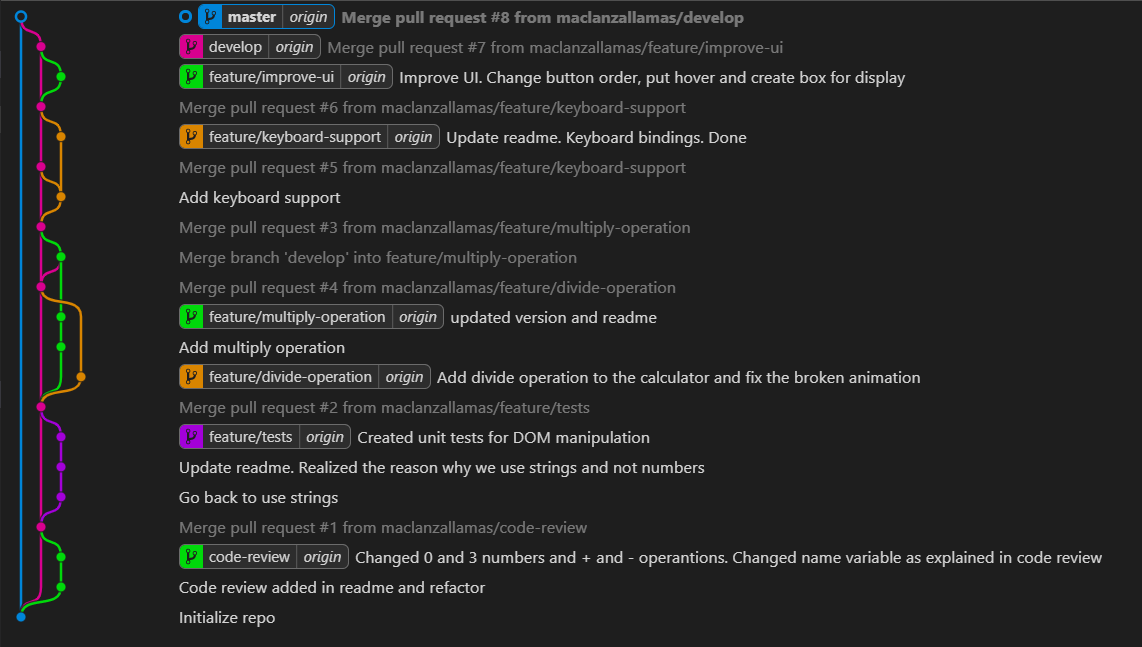 master origin Merge pull request #8 from maclanzallamas/develop
develop origin Merge pull request #7 from maclanzallamas/feature/improve-ui
feature/improve-ui origin Improve UI. Change button order, put hover and create box for display
Merge pull request #6 from maclanzallamas/feature/keyboard-support
feature/keyboard-support origin Update readme. Keyboard bindings. Done
Merge pull request #5 from maclanzallamas/feature/keyboard-support
Add keyboard support
Merge pull request #3 from maclanzallamas/feature/multiply-operation
Merge branch 'develop' into feature/multiply-operation
Merge pull request #4 from maclanzallamas/feature/divide-operation
feature/multiply-operation origin updated version and readme
Add multiply operation
feature/divide-operation origin Add divide operation to the calculator and fix the broken animation
Merge pull request #2 from maclanzallamas/feature/tests
feature/tests origin Created unit tests for DOM manipulation
Update readme. Realized the reason why we use strings and not numbers
Go back to use strings
Merge pull request #1 from maclanzallamas/code-review
code-review origin Changed 0 and 3 numbers and + and - operantions. Changed name variable as explained in code review
Code review added in readme and refactor
Initialize repo